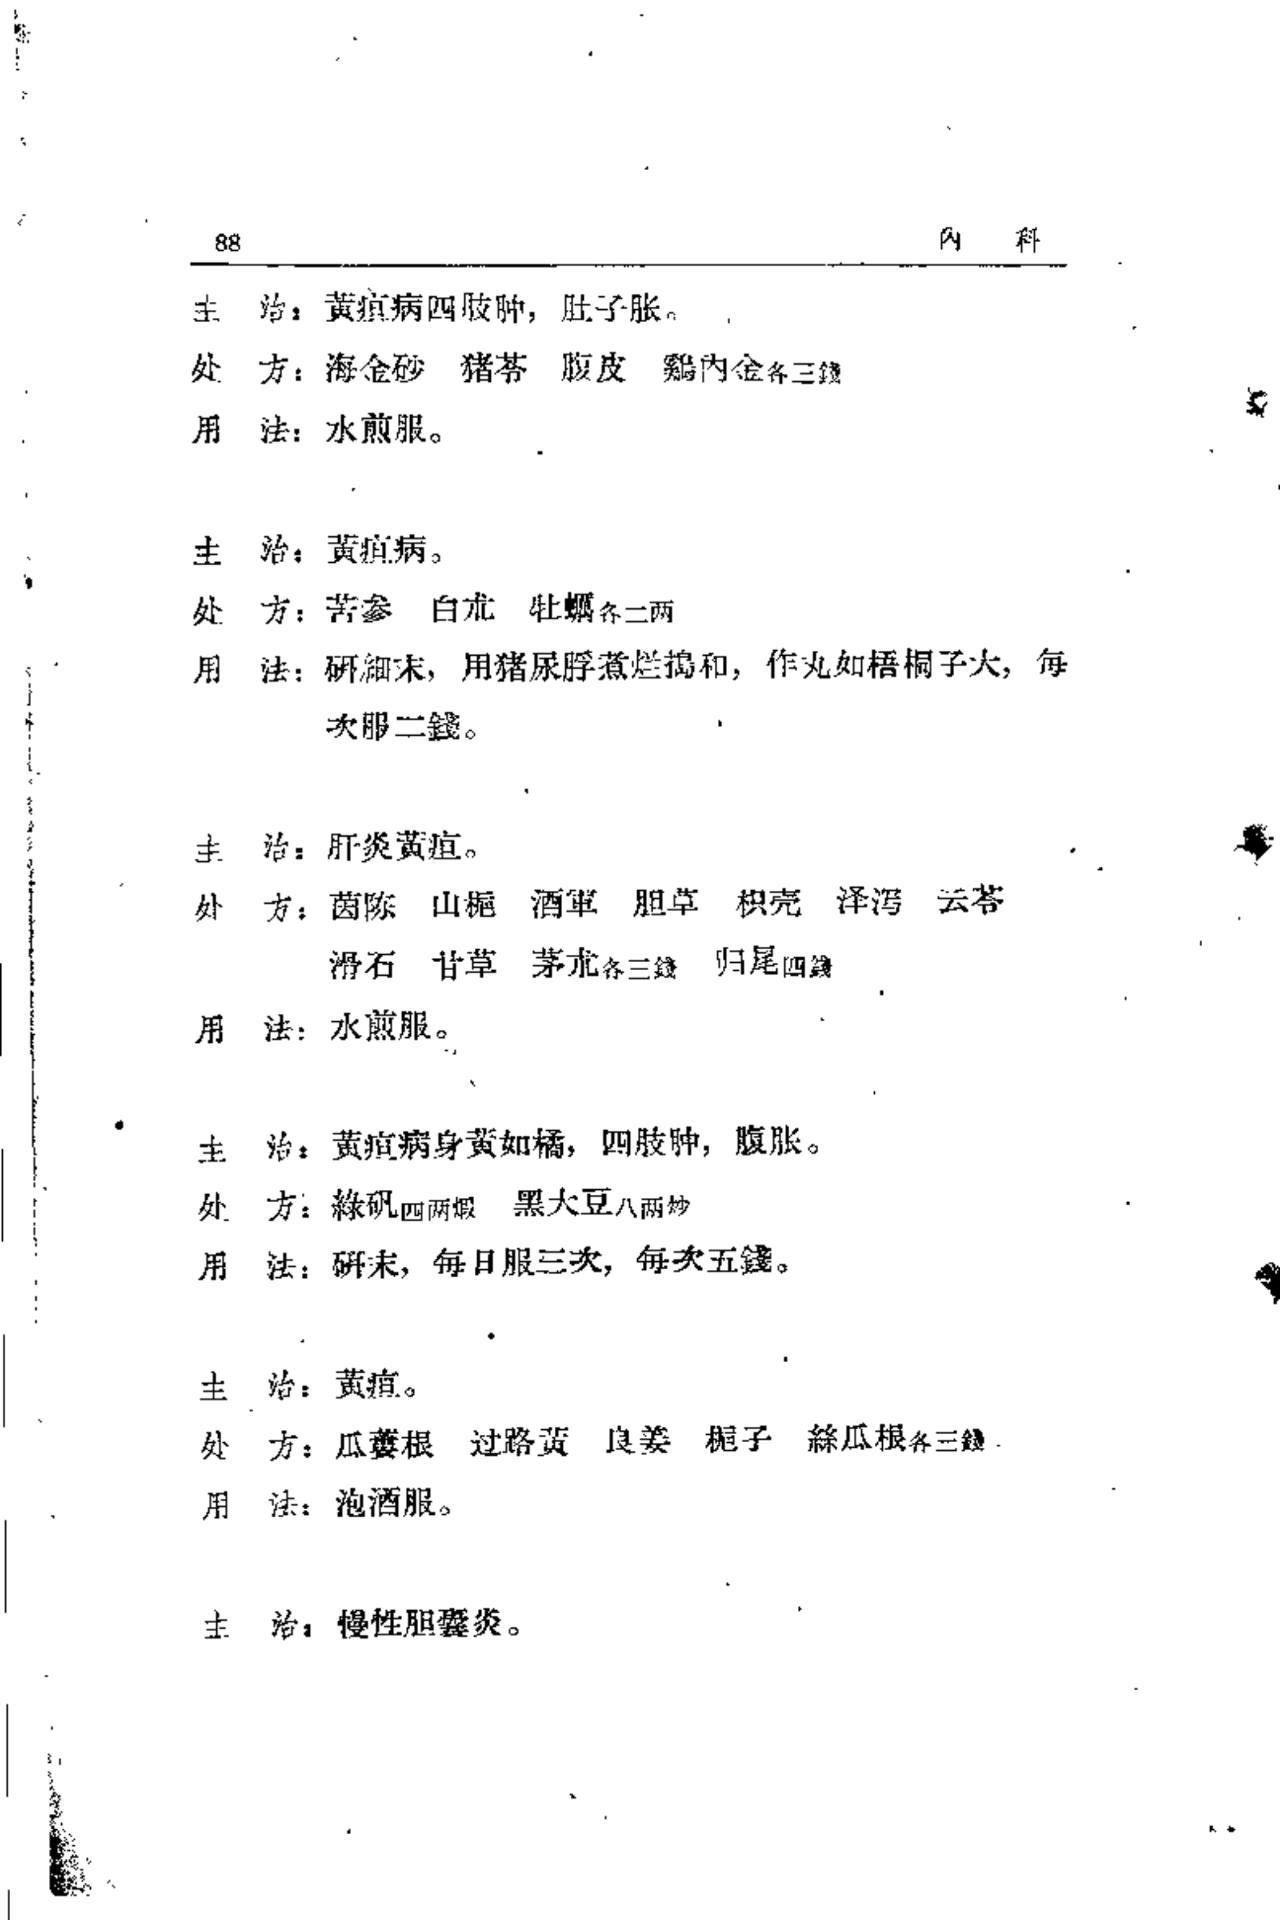 88 內 科
主 治：黃疸病四肢肿，肚子胀。
处 方：海金砂 猪苓 腹皮 鷄內金各三錢
用 法：水煎服。
主 治：黃疸病。
处 方：苦参 白朮 牡蠣各二两
用 法：研細末，用猪尿脬煮烂搗和，作丸如梧桐子大，每
次服二錢。
主 治：肝炎黃疸。
处 方：茵陈 山梔 酒軍 胆草 枳壳 泽泻 云苓
滑石 甘草 茅朮各三錢 归尾四錢
用 法：水煎服。
主 治：黃疸病身黃如橘，四肢肿，腹胀。
处 方：綠矾四两煅 黑大豆八两炒
用 法：研末，每日服三次，每次五錢。
主 治：黃疸。
处 方：瓜蔞根 过路黃 良姜 梔子 絲瓜根各三錢
用 法：泡酒服。
主 治：慢性胆囊炎。